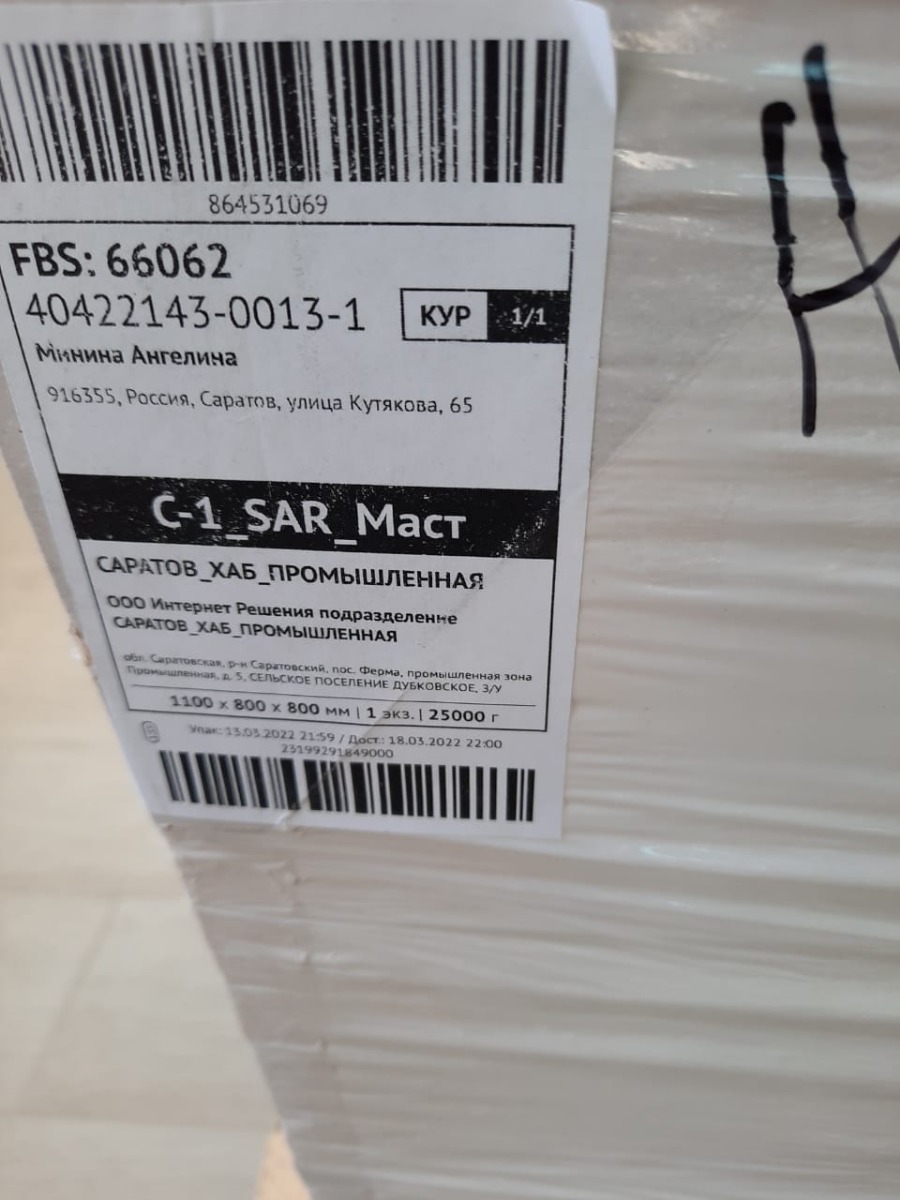 864531069
FBS: 66062
40422143-0013-1
КУР 1/1
Минина Ангелина
916355, Россия, Саратов, улица Кутякова, 65
С-1_SAR_Маст
САРАТОВ_ХАБ_ПРОМЫШЛЕННАЯ
ООО Интернет Решения подразделение
САРАТОВ_ХАБ_ПРОМЫШЛЕННАЯ
обл. Саратовская, р-н Саратовский, пос. Ферма, промышленная зона
Промышленная, д. 5, СЕЛЬСКОЕ ПОСЕЛЕНИЕ ДУБКОВСКОЕ, З/У
1100 x 800 x 800 мм | 1 экз. | 25000 г
Упак: 13.03.2022 21:59 / Дост: 18.03.2022 22:00
23199291849000